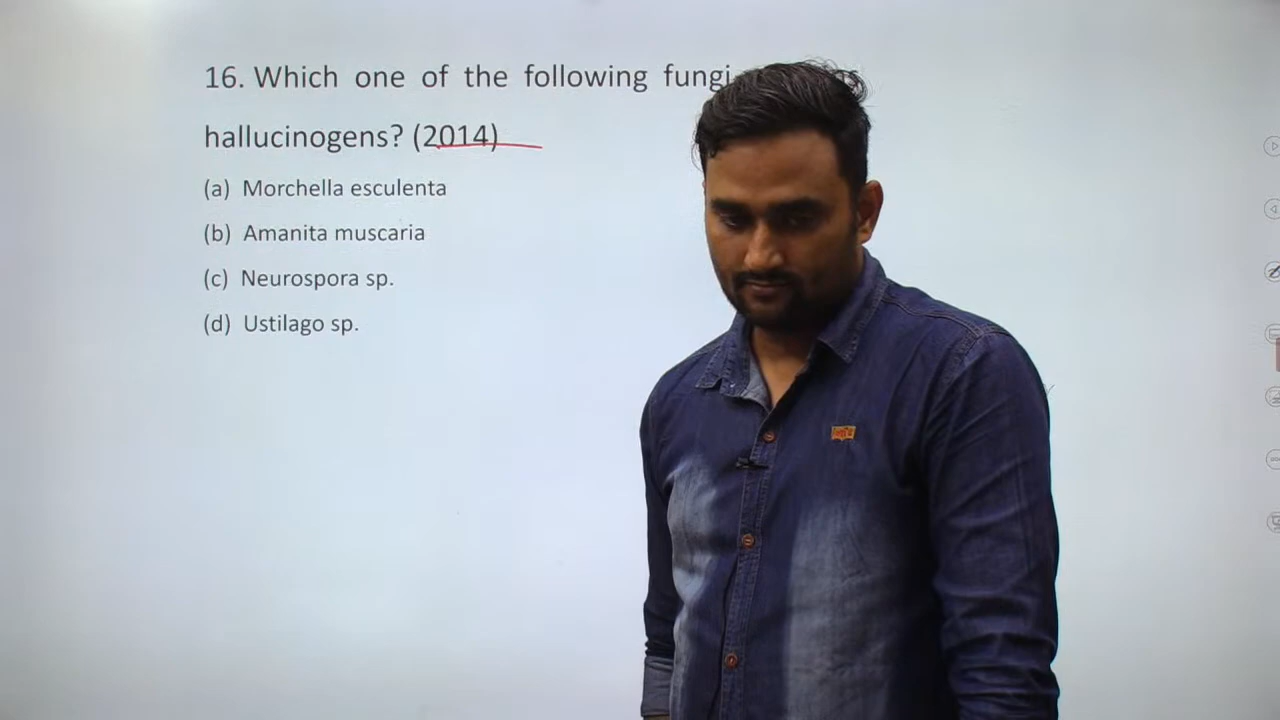 16. Which one of the following fungi
hallucinogens? (2014)
(a) Morchella esculenta
(b) Amanita muscaria
(c) Neurospora sp.
(d) Ustilago sp.